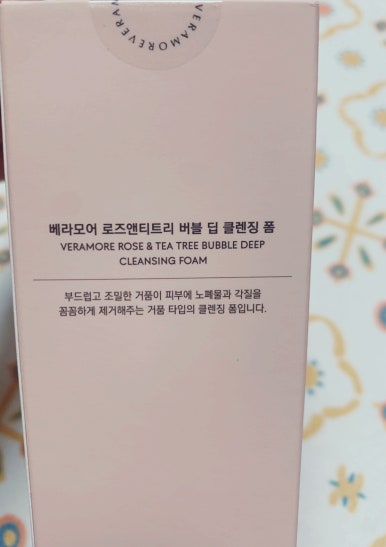 VERAMOREVERAMORE
베라모어 로즈앤티트리 버블 딥 클렌징 폼
VERAMORE ROSE & TEA TREE BUBBLE DEEP
CLEANSING FOAM
부드럽고 조밀한 거품이 피부에 노폐물과 각질을
꼼꼼하게 제거해주는 거품 타입의 클렌징 폼입니다.